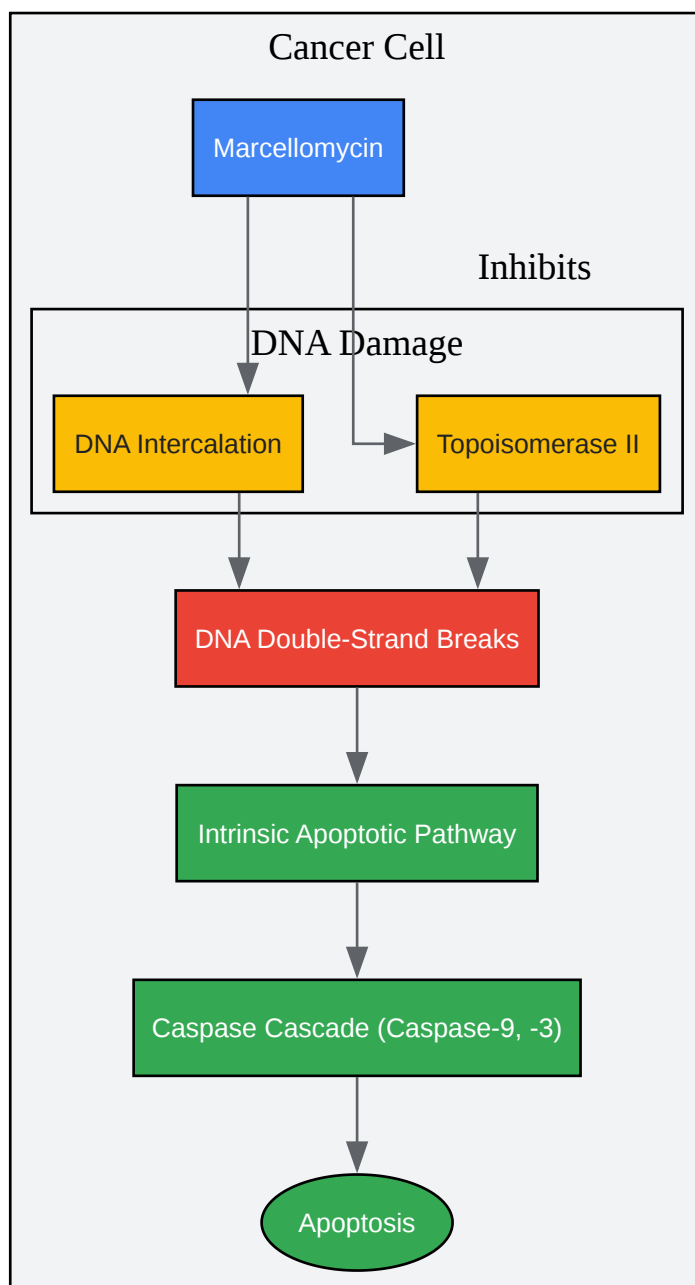 Cancer Cell
Marcellomycin
Inhibits
DNA Damage
DNA Intercalation
Topoisomerase II
DNA Double-Strand Breaks
Intrinsic Apoptotic Pathway
Caspase Cascade (Caspase-9, -3)
Apoptosis